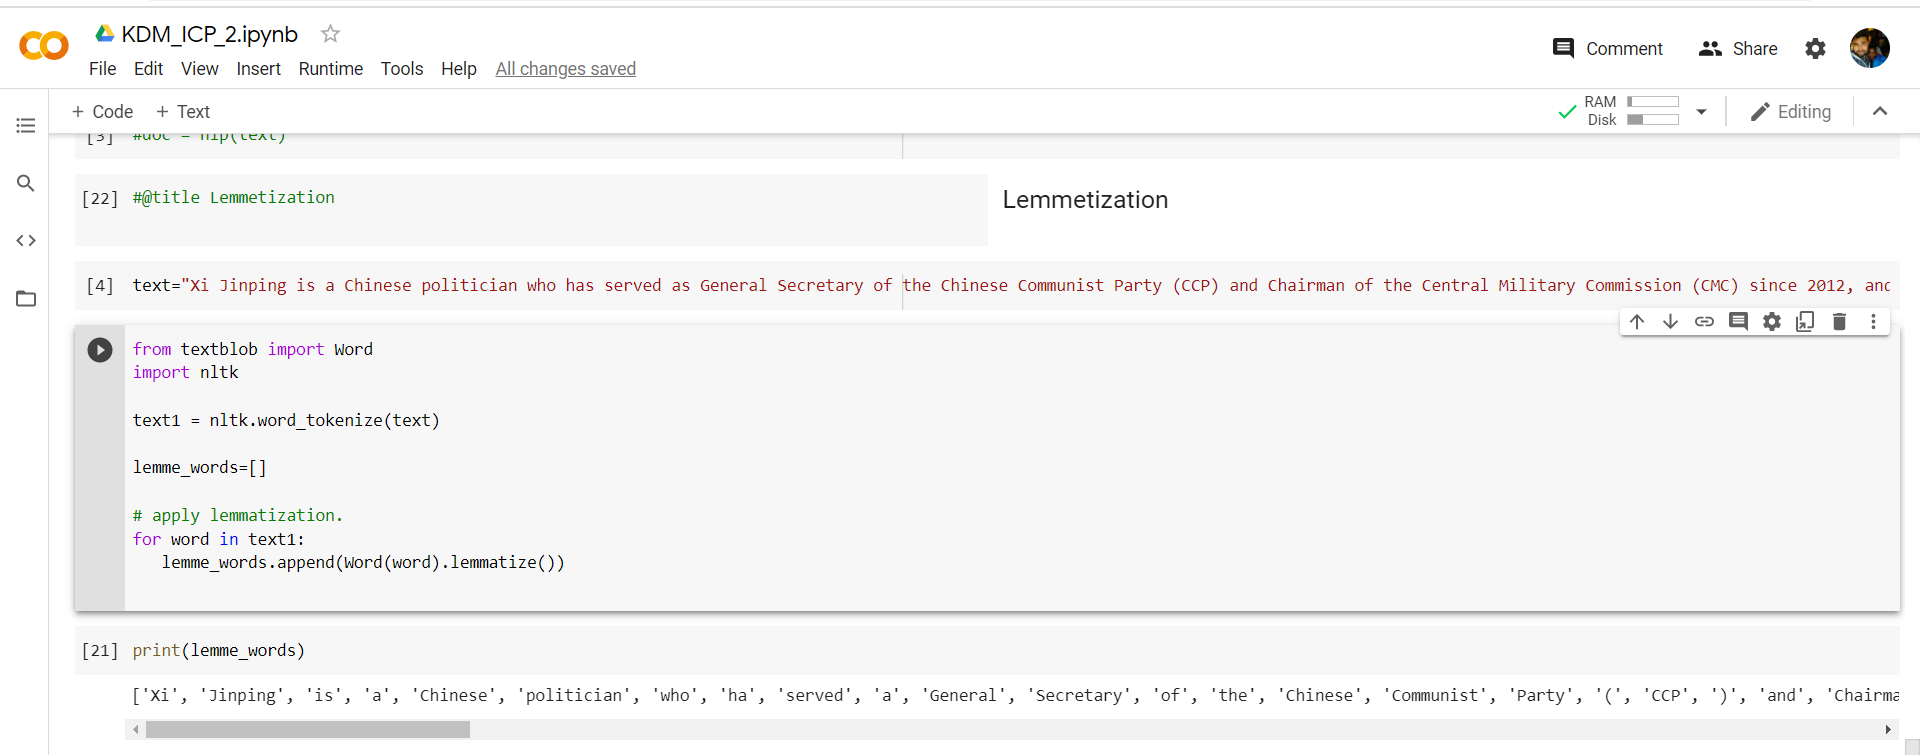 KDM_ICP_2.ipynb
Comment
Share
File Edit View Insert Runtime Tools Help All changes saved
+ Code + Text
RAM
Disk
Editing
[3] #doc = nlp(text)
[22] #@title Lemmetization
Lemmetization
[4] text="Xi Jinping is a Chinese politician who has served as General Secretary of the Chinese Communist Party (CCP) and Chairman of the Central Military Commission (CMC) since 2012, and
from textblob import Word
import nltk
text1 = nltk.word_tokenize(text)
lemme_words=[]
# apply lemmatization.
for word in text1:
lemme_words.append(Word(word).lemmatize())
[21] print(lemme_words)
['Xi', 'Jinping', 'is', 'a', 'Chinese', 'politician', 'who', 'ha', 'served', 'a', 'General', 'Secretary', 'of', 'the', 'Chinese', 'Communist', 'Party', '(', 'CCP', ')', 'and', 'Chairma